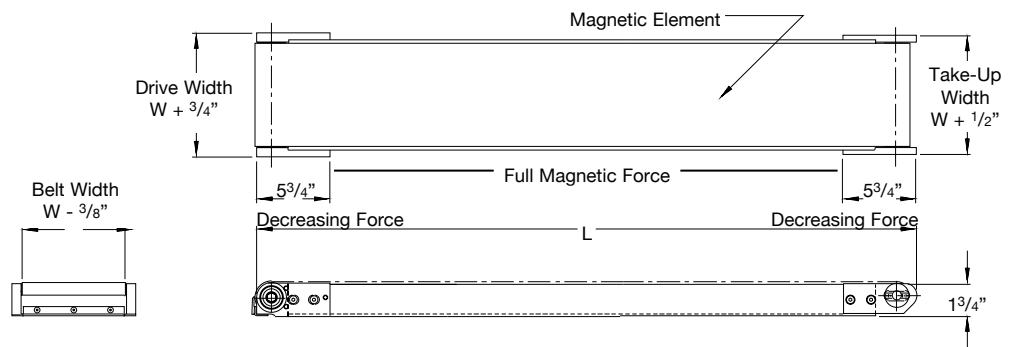 Magnetic Element
Drive Width
W + 3/4”
Take-Up
Width
W + 1/2”
Full Magnetic Force
5 3/4”
5 3/4”
Belt Width
W - 3/8”
Decreasing Force
Decreasing Force
L
1 3/4”